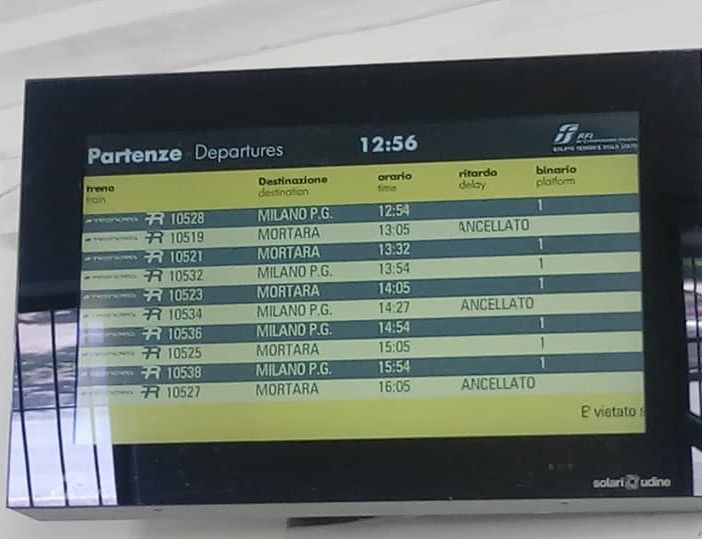 Partenze Departures 12:56 RFI
treno Destinazione orario ritardo binario
train destination time delay platform
R 10528 MILANO P.G. 12:54 1
R 10519 MORTARA 13:05 ANCELLATO
R 10521 MORTARA 13:32 1
R 10532 MILANO P.G. 13:54 1
R 10523 MORTARA 14:05 1
R 10534 MILANO P.G. 14:27 ANCELLATO
R 10536 MILANO P.G. 14:54 1
R 10525 MORTARA 15:05 1
R 10538 MILANO P.G. 15:54 1
R 10527 MORTARA 16:05 ANCELLATO
E' vietato s
solari udine